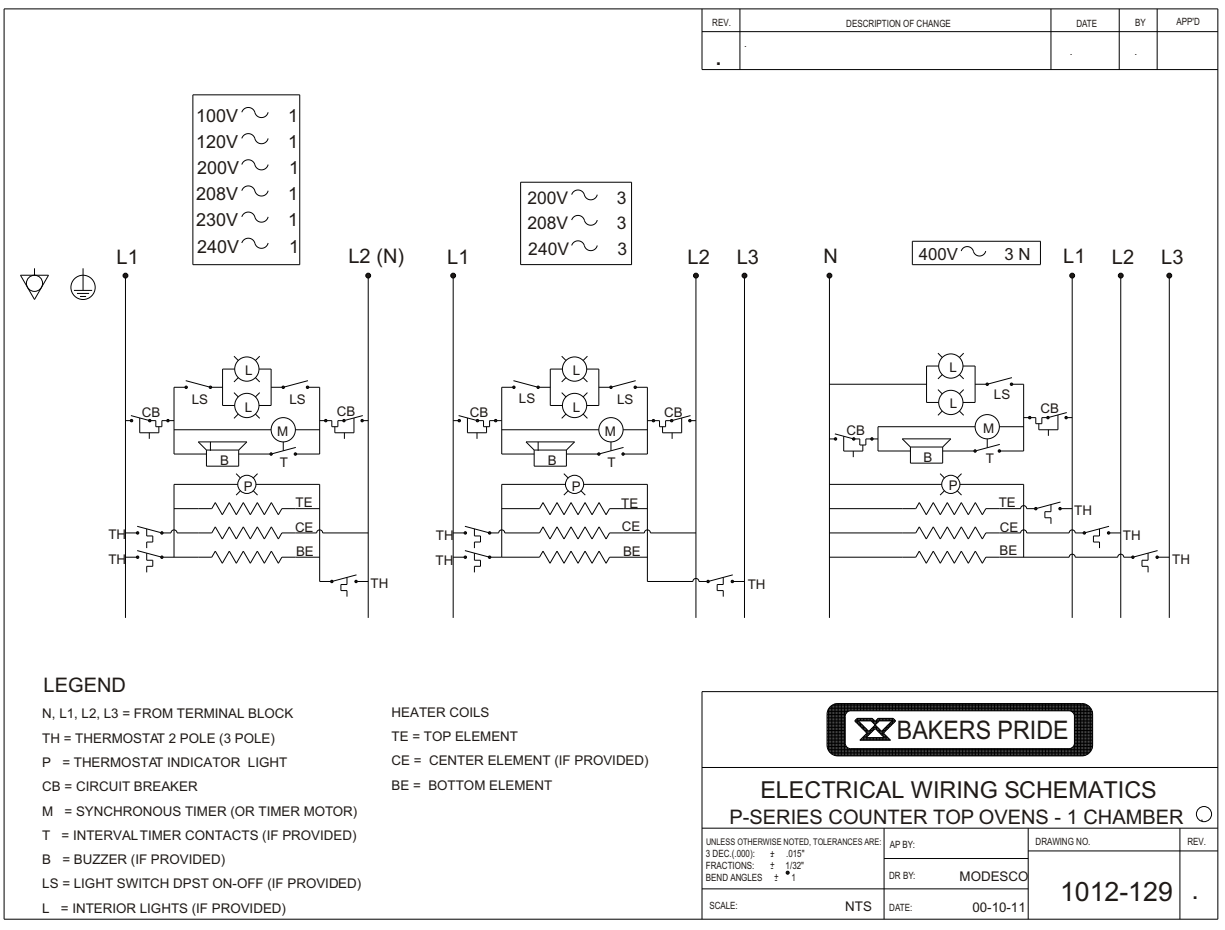 REV. DESCRIPTION OF CHANGE DATE BY APP'D
100V 1
120V 1
200V 1
208V 1
230V 1
240V 1
200V 3
208V 3
240V 3
400V 3 N
L1 L2 (N) L1 L2 L3 N L1 L2 L3
L L L
LS LS LS LS LS
L L L
CB CB CB CB CB CB
M M M
B T B T B T
P P P
TE TE TE TH
TH CE TH CE CE TH
TH BE TH BE BE TH
TH TH
LEGEND
N, L1, L2, L3 = FROM TERMINAL BLOCK
TH = THERMOSTAT 2 POLE (3 POLE)
P = THERMOSTAT INDICATOR LIGHT
CB = CIRCUIT BREAKER
M = SYNCHRONOUS TIMER (OR TIMER MOTOR)
T = INTERVAL TIMER CONTACTS (IF PROVIDED)
B = BUZZER (IF PROVIDED)
LS = LIGHT SWITCH DPST ON-OFF (IF PROVIDED)
L = INTERIOR LIGHTS (IF PROVIDED)
HEATER COILS
TE = TOP ELEMENT
CE = CENTER ELEMENT (IF PROVIDED)
BE = BOTTOM ELEMENT
BAKERS PRIDE
ELECTRICAL WIRING SCHEMATICS
P-SERIES COUNTER TOP OVENS - 1 CHAMBER
UNLESS OTHERWISE NOTED, TOLERANCES ARE:
3 DEC.(.000): ± .015"
FRACTIONS: ± 1/32"
BEND ANGLES ± •1
SCALE: NTS
AP BY:
DR BY: MODESCO
DATE: 00-10-11
DRAWING NO.
1012-129
REV.
.